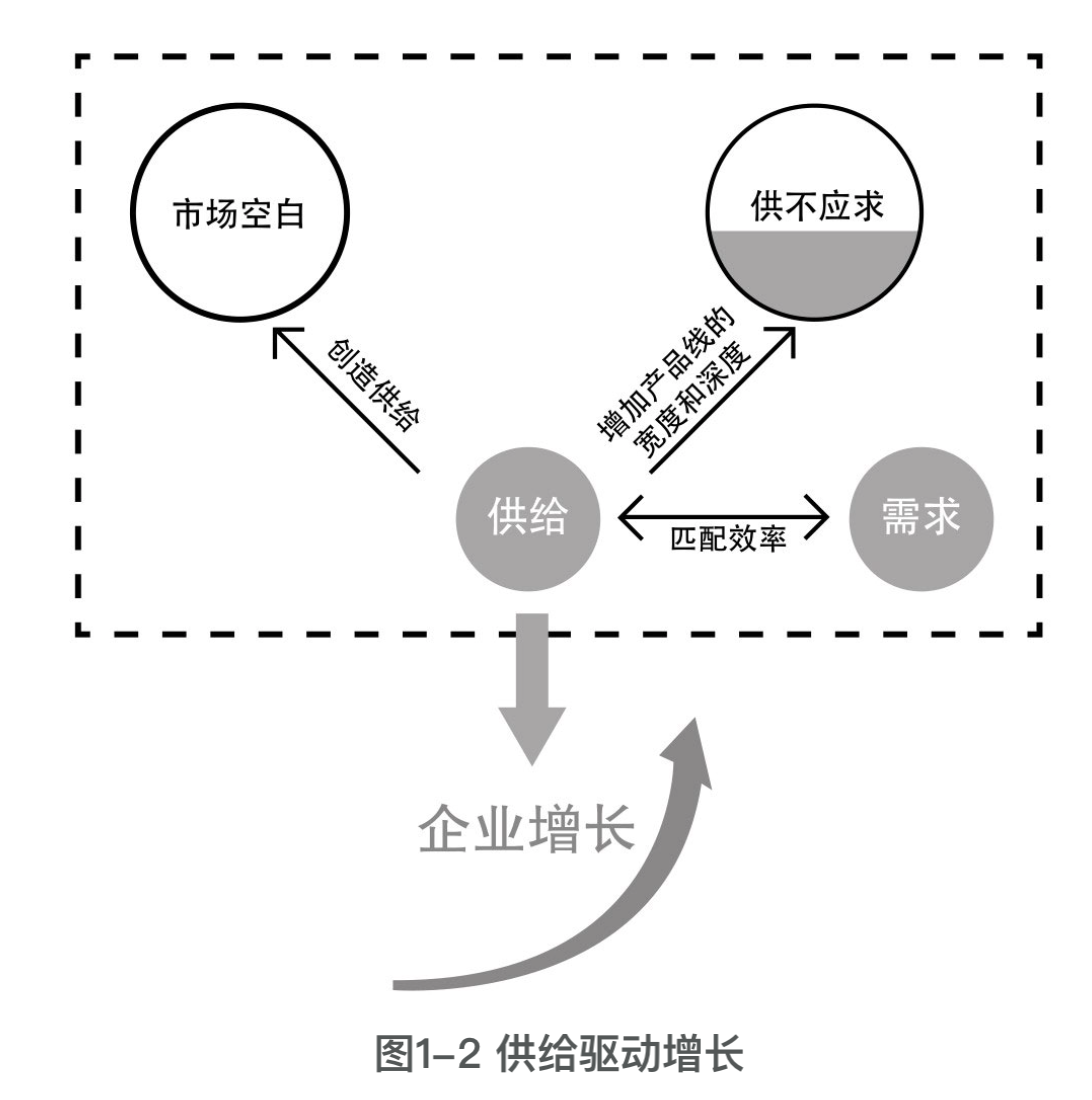 市场空白
供不应求
创造供给
增加产品线的
宽度和深度
供给
匹配效率
需求
企业增长
图1-2 供给驱动增长